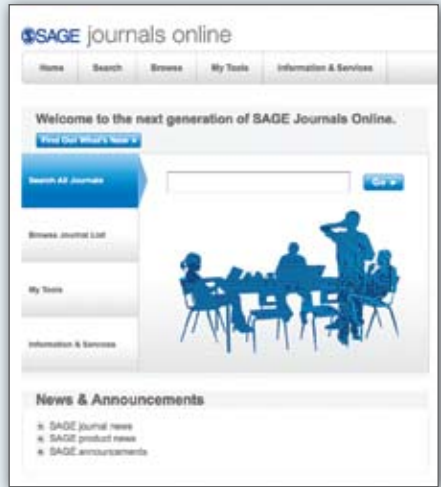 SAGE journals online
Home Search Browse My Tools Information & Services
Welcome to the next generation of SAGE Journals Online.
Find Out What's New »
Search All Journals
Go »
Browse Journal List
My Tools
Information & Services
News & Announcements
SAGE journal news
SAGE product news
SAGE announcements